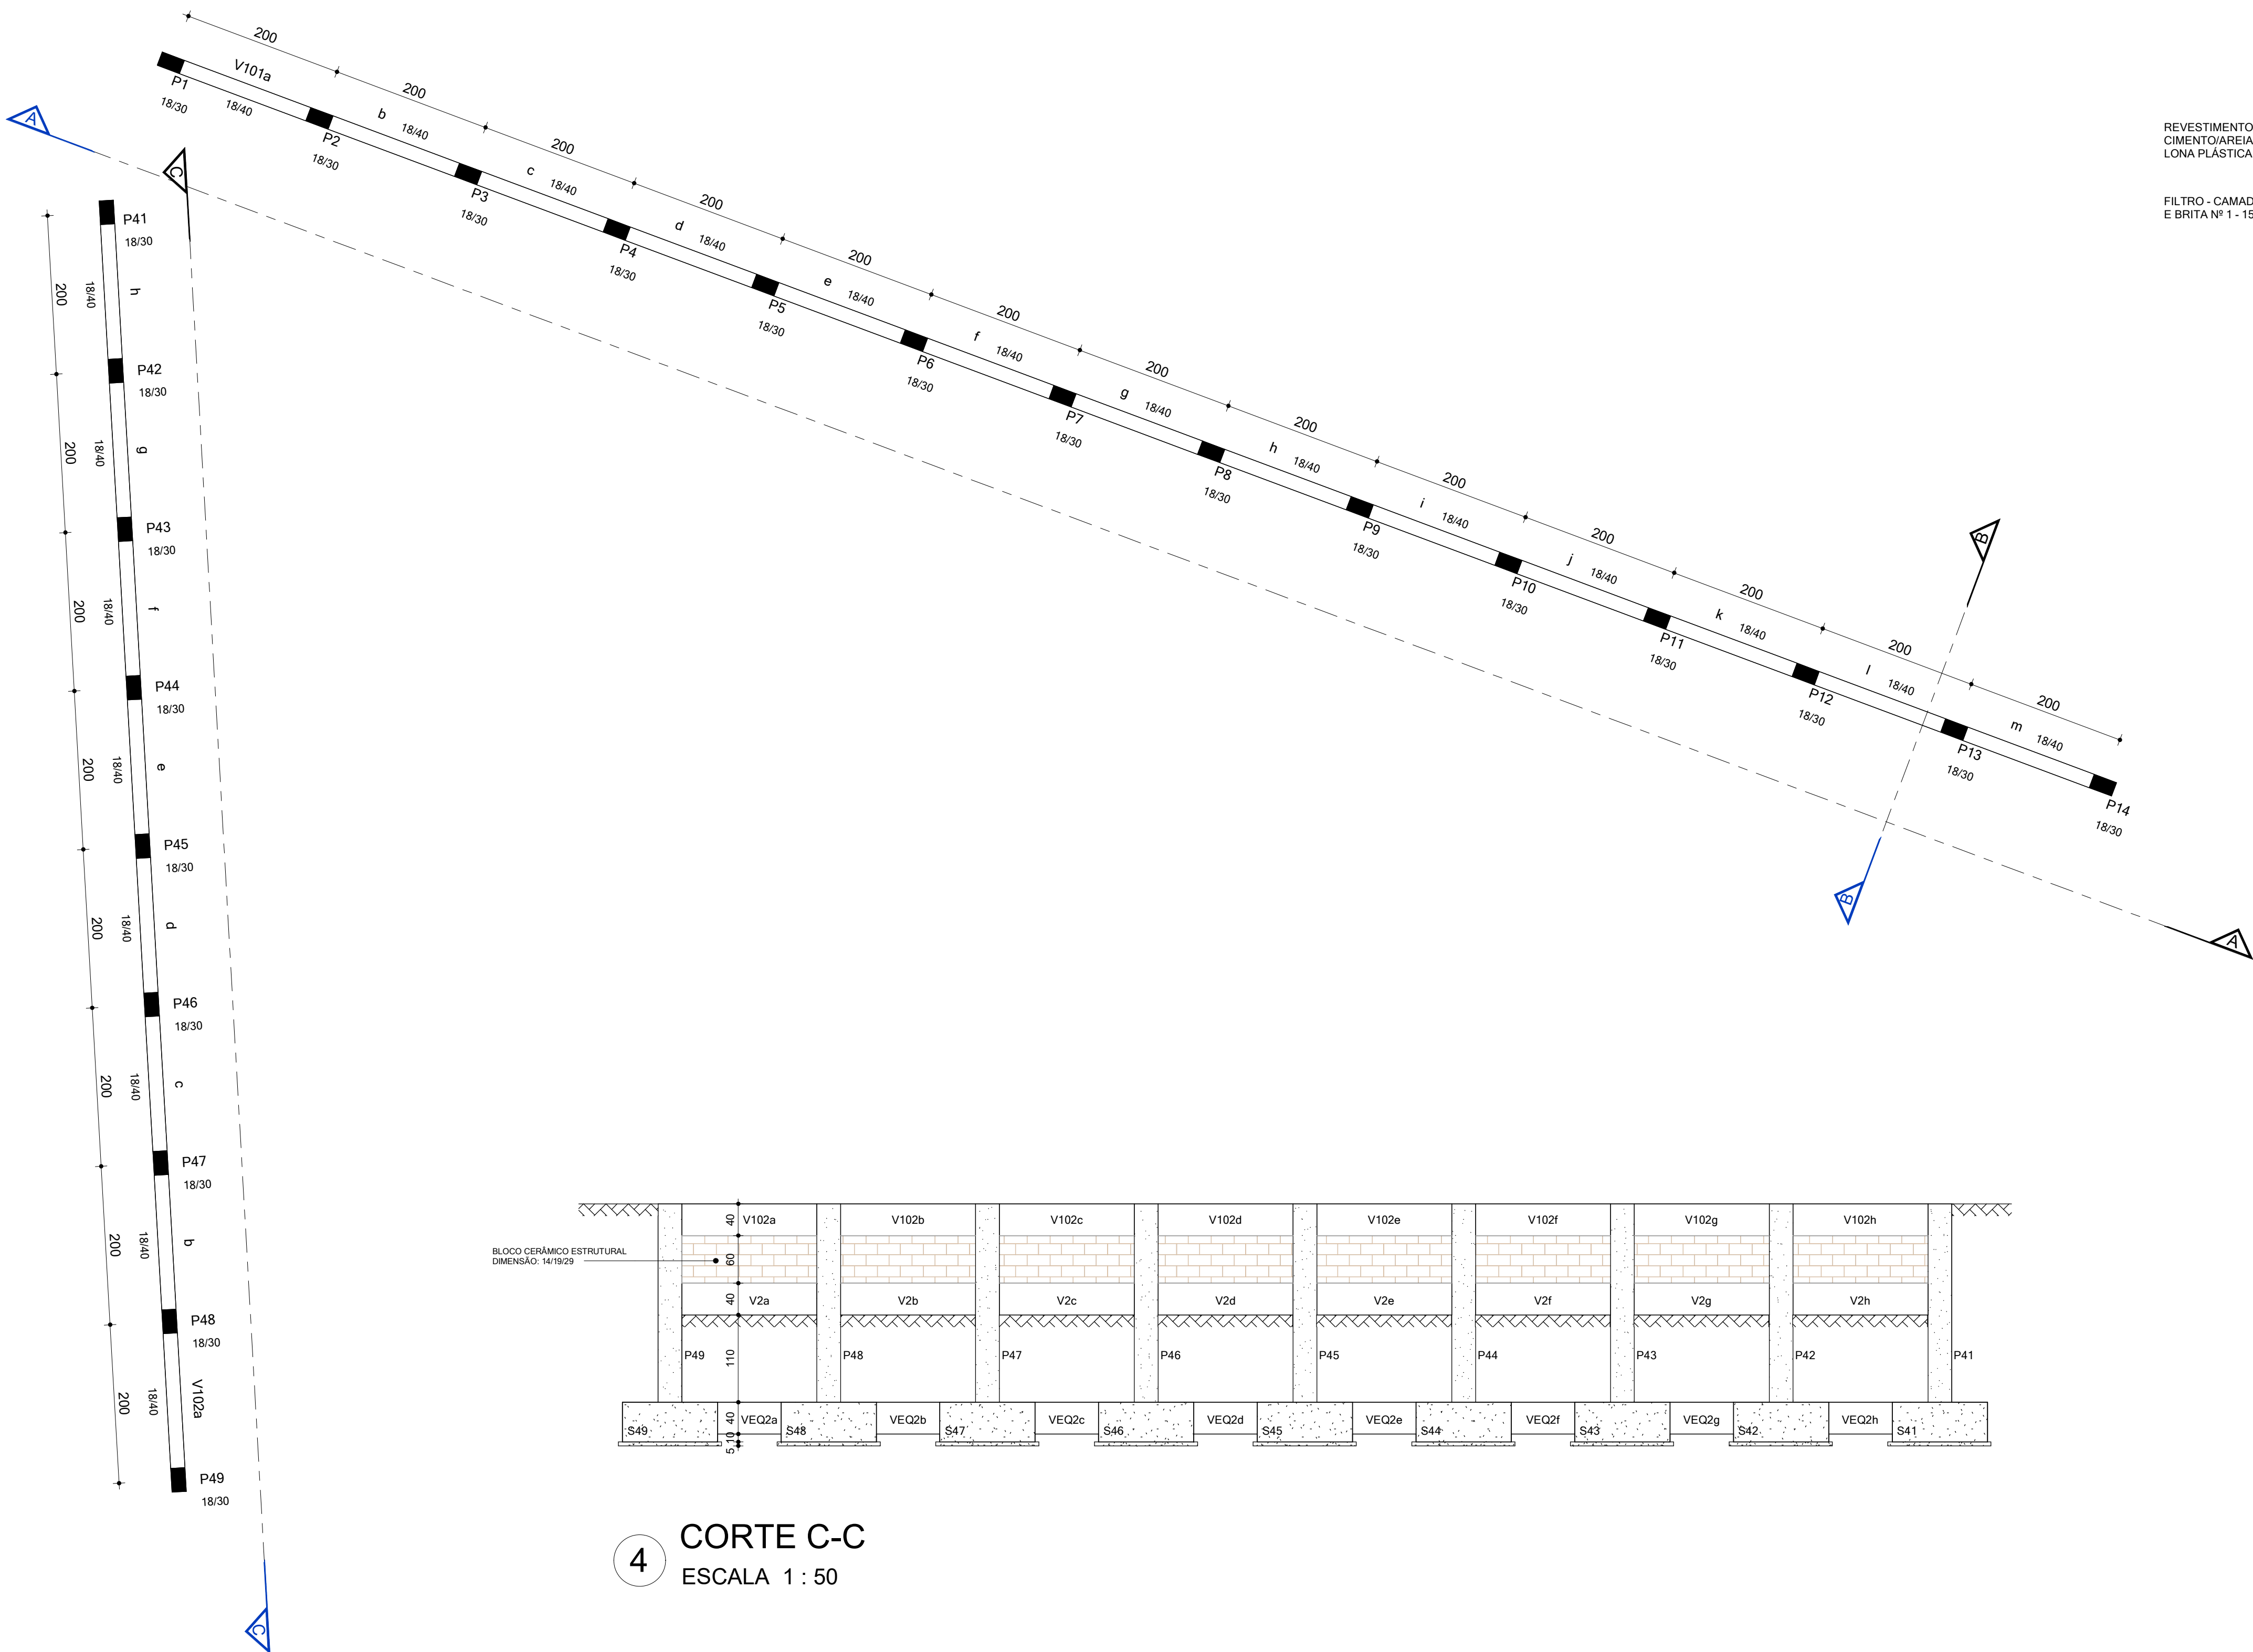 200
200
200
200
200
200
200
200
200
200
200
200
200
V101a
18/40
b 18/40
c 18/40
d 18/40
e 18/40
f 18/40
g 18/40
h 18/40
i 18/40
j 18/40
k 18/40
l 18/40
m 18/40
P1
18/30
P2
18/30
P3
18/30
P4
18/30
P5
18/30
P6
18/30
P7
18/30
P8
18/30
P9
18/30
P10
18/30
P11
18/30
P12
18/30
P13
18/30
P14
18/30
A
A
B
B
C
C
REVESTIMENTO
CIMENTO/AREIA
LONA PLÁSTICA
FILTRO - CAMAD
E BRITA Nº 1 - 15
P41
18/30
200
18/40
h
P42
18/30
200
18/40
g
P43
18/30
200
18/40
f
P44
18/30
200
18/40
e
P45
18/30
200
18/40
d
P46
18/30
200
18/40
c
P47
18/30
200
18/40
b
P48
18/30
200
18/40
V102a
P49
18/30
BLOCO CERÂMICO ESTRUTURAL
DIMENSÃO: 14/19/29
40
60
40
110
40
10
5
V102a V102b V102c V102d V102e V102f V102g V102h
V2a V2b V2c V2d V2e V2f V2g V2h
P49 P48 P47 P46 P45 P44 P43 P42 P41
VEQ2a VEQ2b VEQ2c VEQ2d VEQ2e VEQ2f VEQ2g VEQ2h
S49 S48 S47 S46 S45 S44 S43 S42 S41
4
CORTE C-C
ESCALA 1 : 50